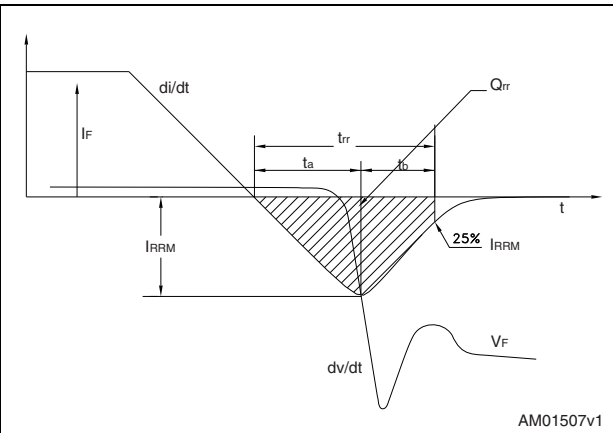 di/dt
Qrr
IF
trr
ta
tb
t
IRRM
25% IRRM
VF
dv/dt
AM01507v1